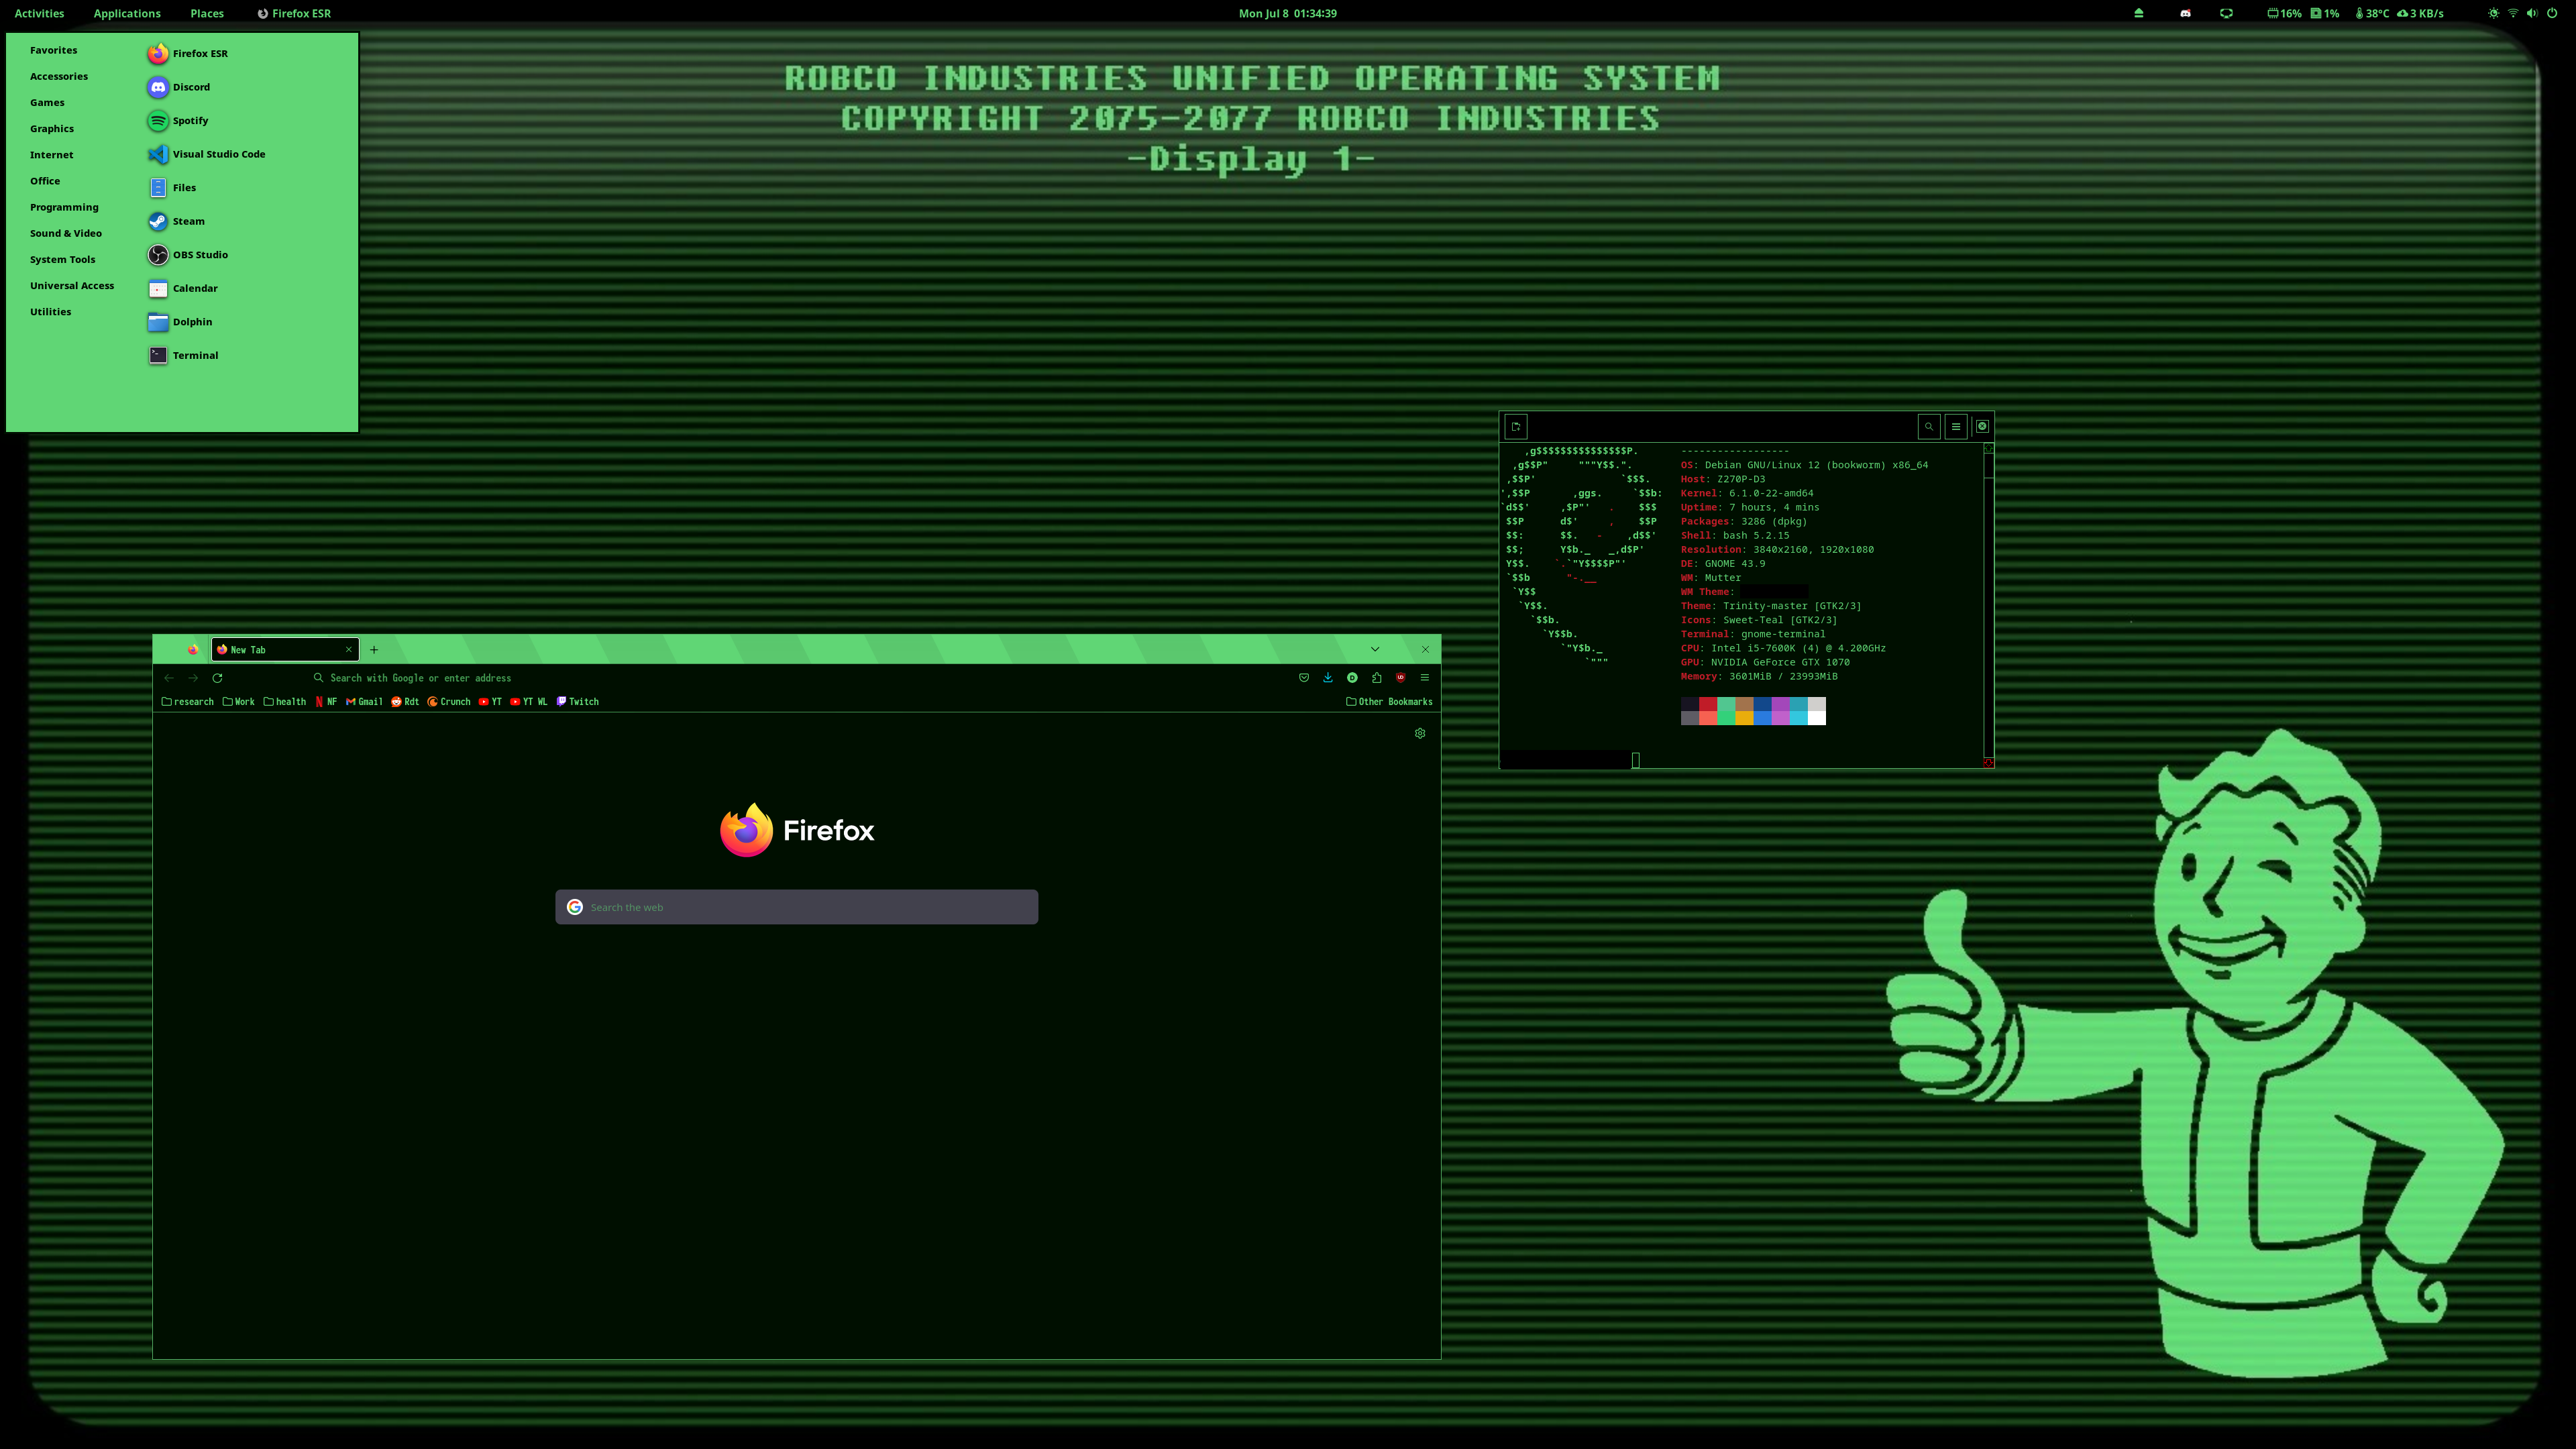 Activities Applications Places Firefox ESR Mon Jul 8 01:34:39 16% 1% 38°C 3 KB/s
Favorites
Accessories
Games
Graphics
Internet
Office
Programming
Sound & Video
System Tools
Universal Access
Utilities
Firefox ESR
Discord
Spotify
Visual Studio Code
Files
Steam
OBS Studio
Calendar
Dolphin
Terminal
ROBCO INDUSTRIES UNIFIED OPERATING SYSTEM
COPYRIGHT 2075-2077 ROBCO INDUSTRIES
-Display 1-
------------------
OS: Debian GNU/Linux 12 (bookworm) x86_64
Host: Z270P-D3
Kernel: 6.1.0-22-amd64
Uptime: 7 hours, 4 mins
Packages: 3286 (dpkg)
Shell: bash 5.2.15
Resolution: 3840x2160, 1920x1080
DE: GNOME 43.9
WM: Mutter
WM Theme:
Theme: Trinity-master [GTK2/3]
Icons: Sweet-Teal [GTK2/3]
Terminal: gnome-terminal
CPU: Intel i5-7600K (4) @ 4.200GHz
GPU: NVIDIA GeForce GTX 1070
Memory: 3601MiB / 23993MiB
New Tab
Search with Google or enter address
research Work health NF Gmail Rdt Crunch YT YT WL Twitch Other Bookmarks
Firefox
Search the web